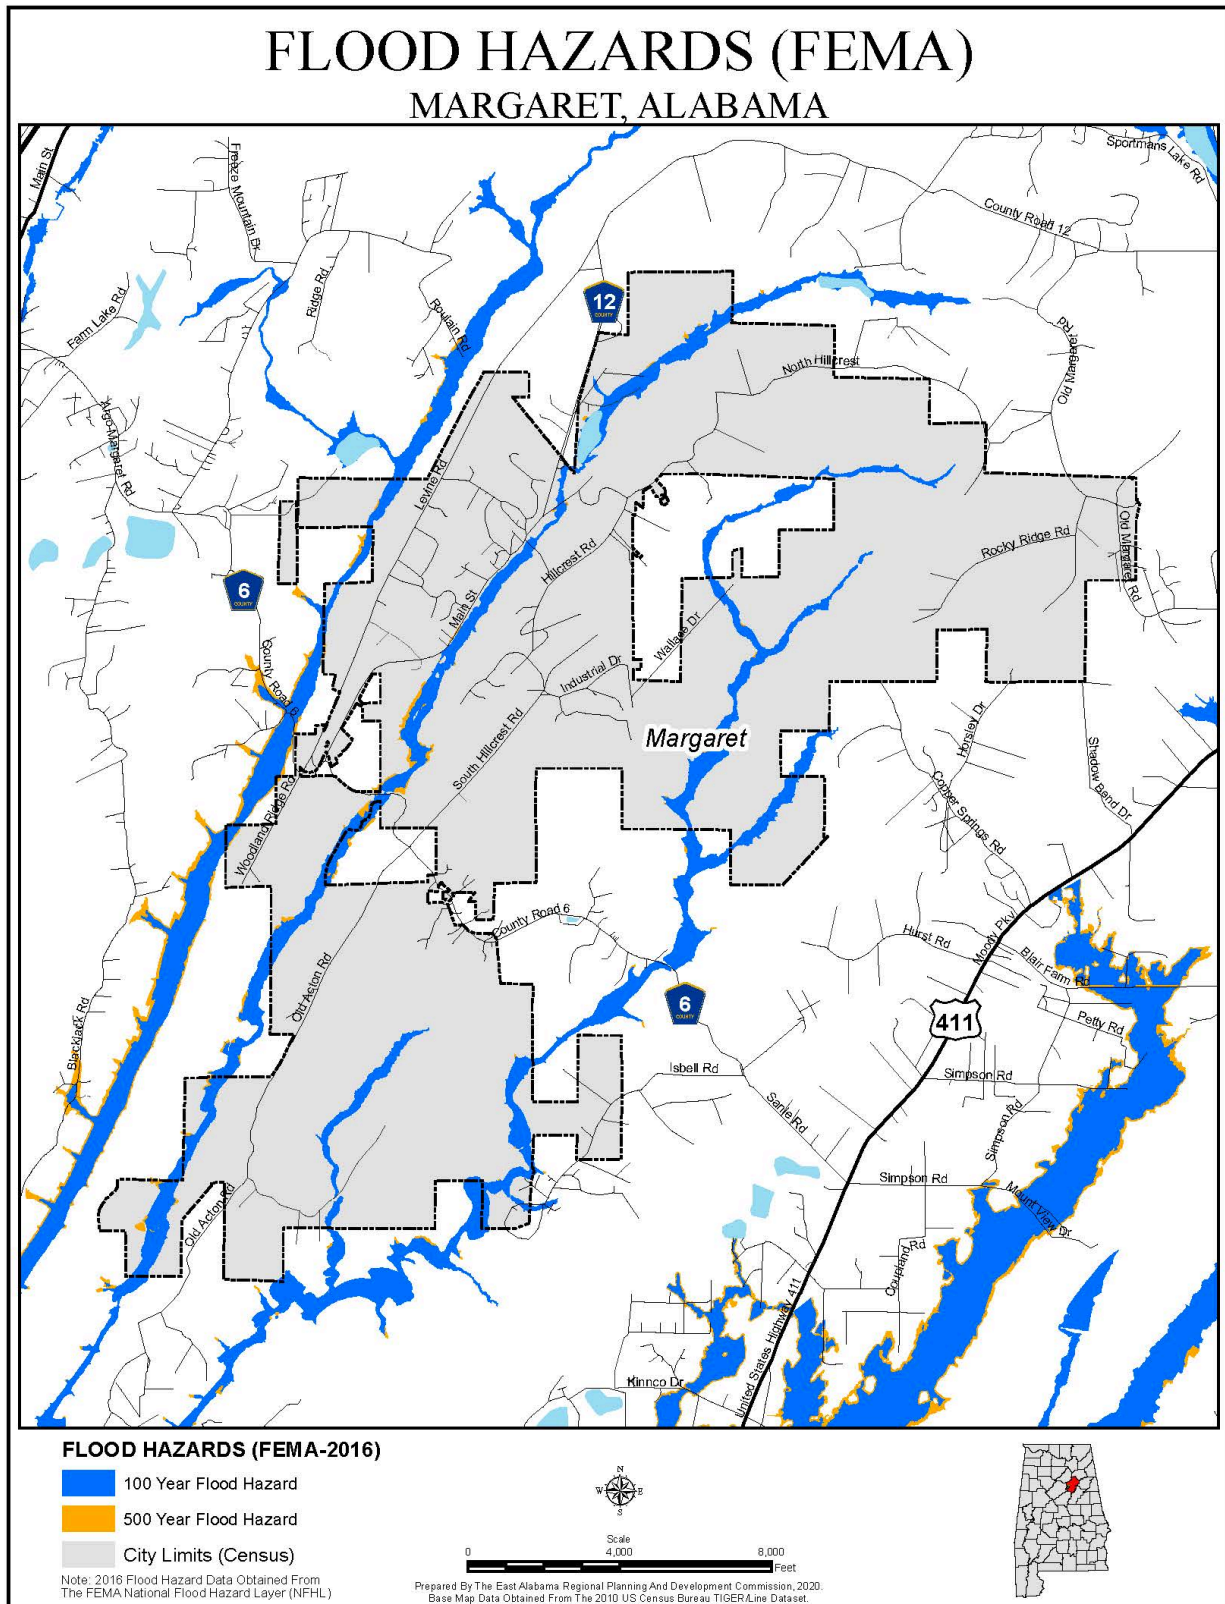 FLOOD HAZARDS (FEMA)
MARGARET, ALABAMA
Main St
Freeze Mountain Dr
Sportmans Lake Rd
County Road 12
Ridge Rd
Farm Lake Rd
Roulain Rd
12
COUNTY
Old Margaret Rd
North Hillcrest
Argo-Margaret Rd
Levne Rd
Old Margaret Rd
Rocky Ridge Rd
Hillcrest Rd
6
COUNTY
Main St
Wallace Dr
County Road 6
Industrial Dr
South Hillcrest Rd
Margaret
Horsley Dr
Shadow Bend Dr
Copper Springs Rd
Woodland Ridge Rd
County Road 6
Moody Pkv
Hurst Rd
Blair Farm Rd
Old Acton Rd
6
COUNTY
411
Petty Rd
Blackjack Rd
Isbell Rd
Simpson Rd
Sanie Rd
Simpson Rd
Simpson Rd
Mount View Dr
Old Acton Rd
Coupland Rd
United States Highway 411
Kinnco Dr
FLOOD HAZARDS (FEMA-2016)
100 Year Flood Hazard
500 Year Flood Hazard
City Limits (Census)
Note: 2016 Flood Hazard Data Obtained From
The FEMA National Flood Hazard Layer (NFHL)
N
W E
S
Scale
0 4,000 8,000
Feet
Prepared By The East Alabama Regional Planning And Development Commission, 2020.
Base Map Data Obtained From The 2010 US Census Bureau TIGER/Line Dataset.